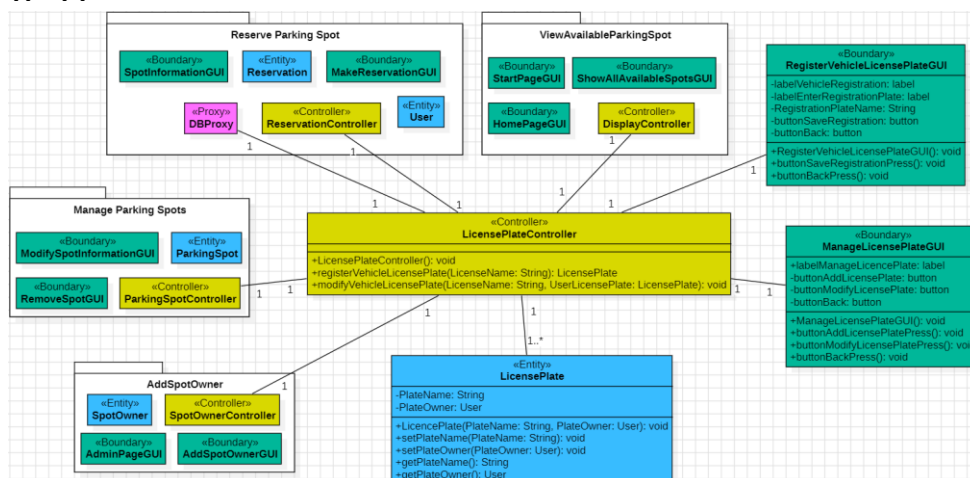 Reserve Parking Spot
«Boundary»
SpotInformationGUI
«Entity»
Reservation
«Boundary»
MakeReservationGUI
«Proxy»
DBProxy
«Controller»
ReservationController
«Entity»
User
1
1
ViewAvailableParkingSpot
«Boundary»
StartPageGUI
«Boundary»
ShowAllAvailableSpotsGUI
«Boundary»
HomePageGUI
«Controller»
DisplayController
1
«Boundary»
RegisterVehicleLicensePlateGUI
-labelVehicleRegistration: label
-labelEnterRegistrationPlate: label
-RegistrationPlateName: String
-buttonSaveRegistration: button
-buttonBack: button
+RegisterVehicleLicensePlateGUI(): void
+buttonSaveRegistrationPress(): void
+buttonBackPress(): void
1
Manage Parking Spots
«Boundary»
ModifySpotInformationGUI
«Entity»
ParkingSpot
«Boundary»
RemoveSpotGUI
«Controller»
ParkingSpotController
1
1
1
1
1
1
«Controller»
LicensePlateController
+LicensePlateController(): void
+registerVehicleLicensePlate(LicenseName: String): LicensePlate
+modifyVehicleLicensePlate(LicenseName: String, UserLicensePlate: LicensePlate): void
1
1
1
1
«Boundary»
ManageLicensePlateGUI
+labelManageLicencePlate: label
-buttonAddLicensePlate: button
-buttonModifyLicensePlate: button
-buttonBack: button
+ManageLicensePlateGUI(): void
+buttonAddLicensePlatePress(): void
+buttonModifyLicensePlatePress(): voi
+buttonBackPress(): void
AddSpotOwner
«Entity»
SpotOwner
«Controller»
SpotOwnerController
«Boundary»
AdminPageGUI
«Boundary»
AddSpotOwnerGUI
1
1..*
«Entity»
LicensePlate
-PlateName: String
-PlateOwner: User
+LicencePlate(PlateName: String, PlateOwner: User): void
+setPlateName(PlateName: String): void
+setPlateOwner(PlateOwner: User): void
+getPlateName(): String
+getPlateOwner(): User